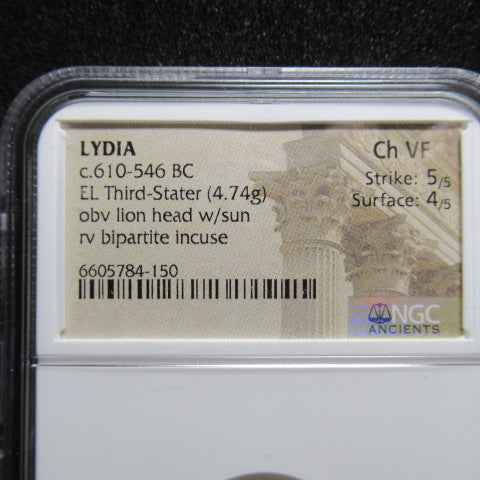 LYDIA
c.610-546 BC
EL Third-Stater (4.74g)
obv lion head w/sun
rv bipartite incuse
6605784-150
Ch VF
Strike: 5/5
Surface: 4/5
NGC
ANCIENTS